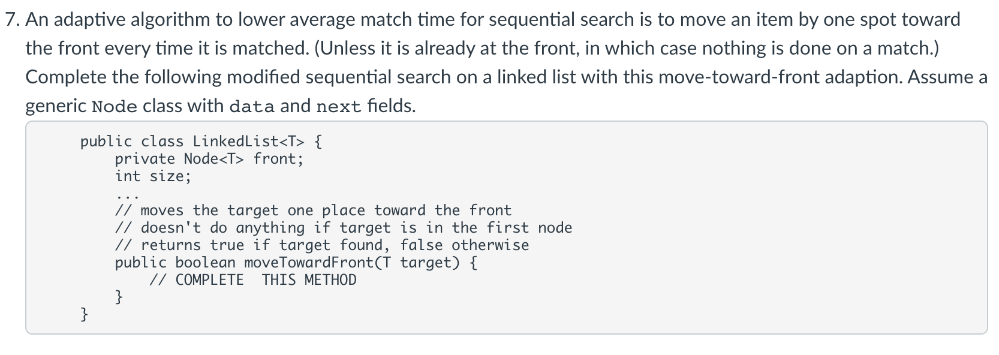 7. An adaptive algorithm to lower average match time for sequential search is to move an item by one spot toward
the front every time it is matched. (Unless it is already at the front, in which case nothing is done on a match.)
Complete the following modified sequential search on a linked list with this move-toward-front adaption. Assume a
generic Node class with data and next fields.
public class LinkedList<T> {
    private Node<T> front;
    int size;
    ...
    // moves the target one place toward the front
    // doesn't do anything if target is in the first node
    // returns true if target found, false otherwise
    public boolean moveTowardFront(T target) {
        // COMPLETE  THIS METHOD
    }
}